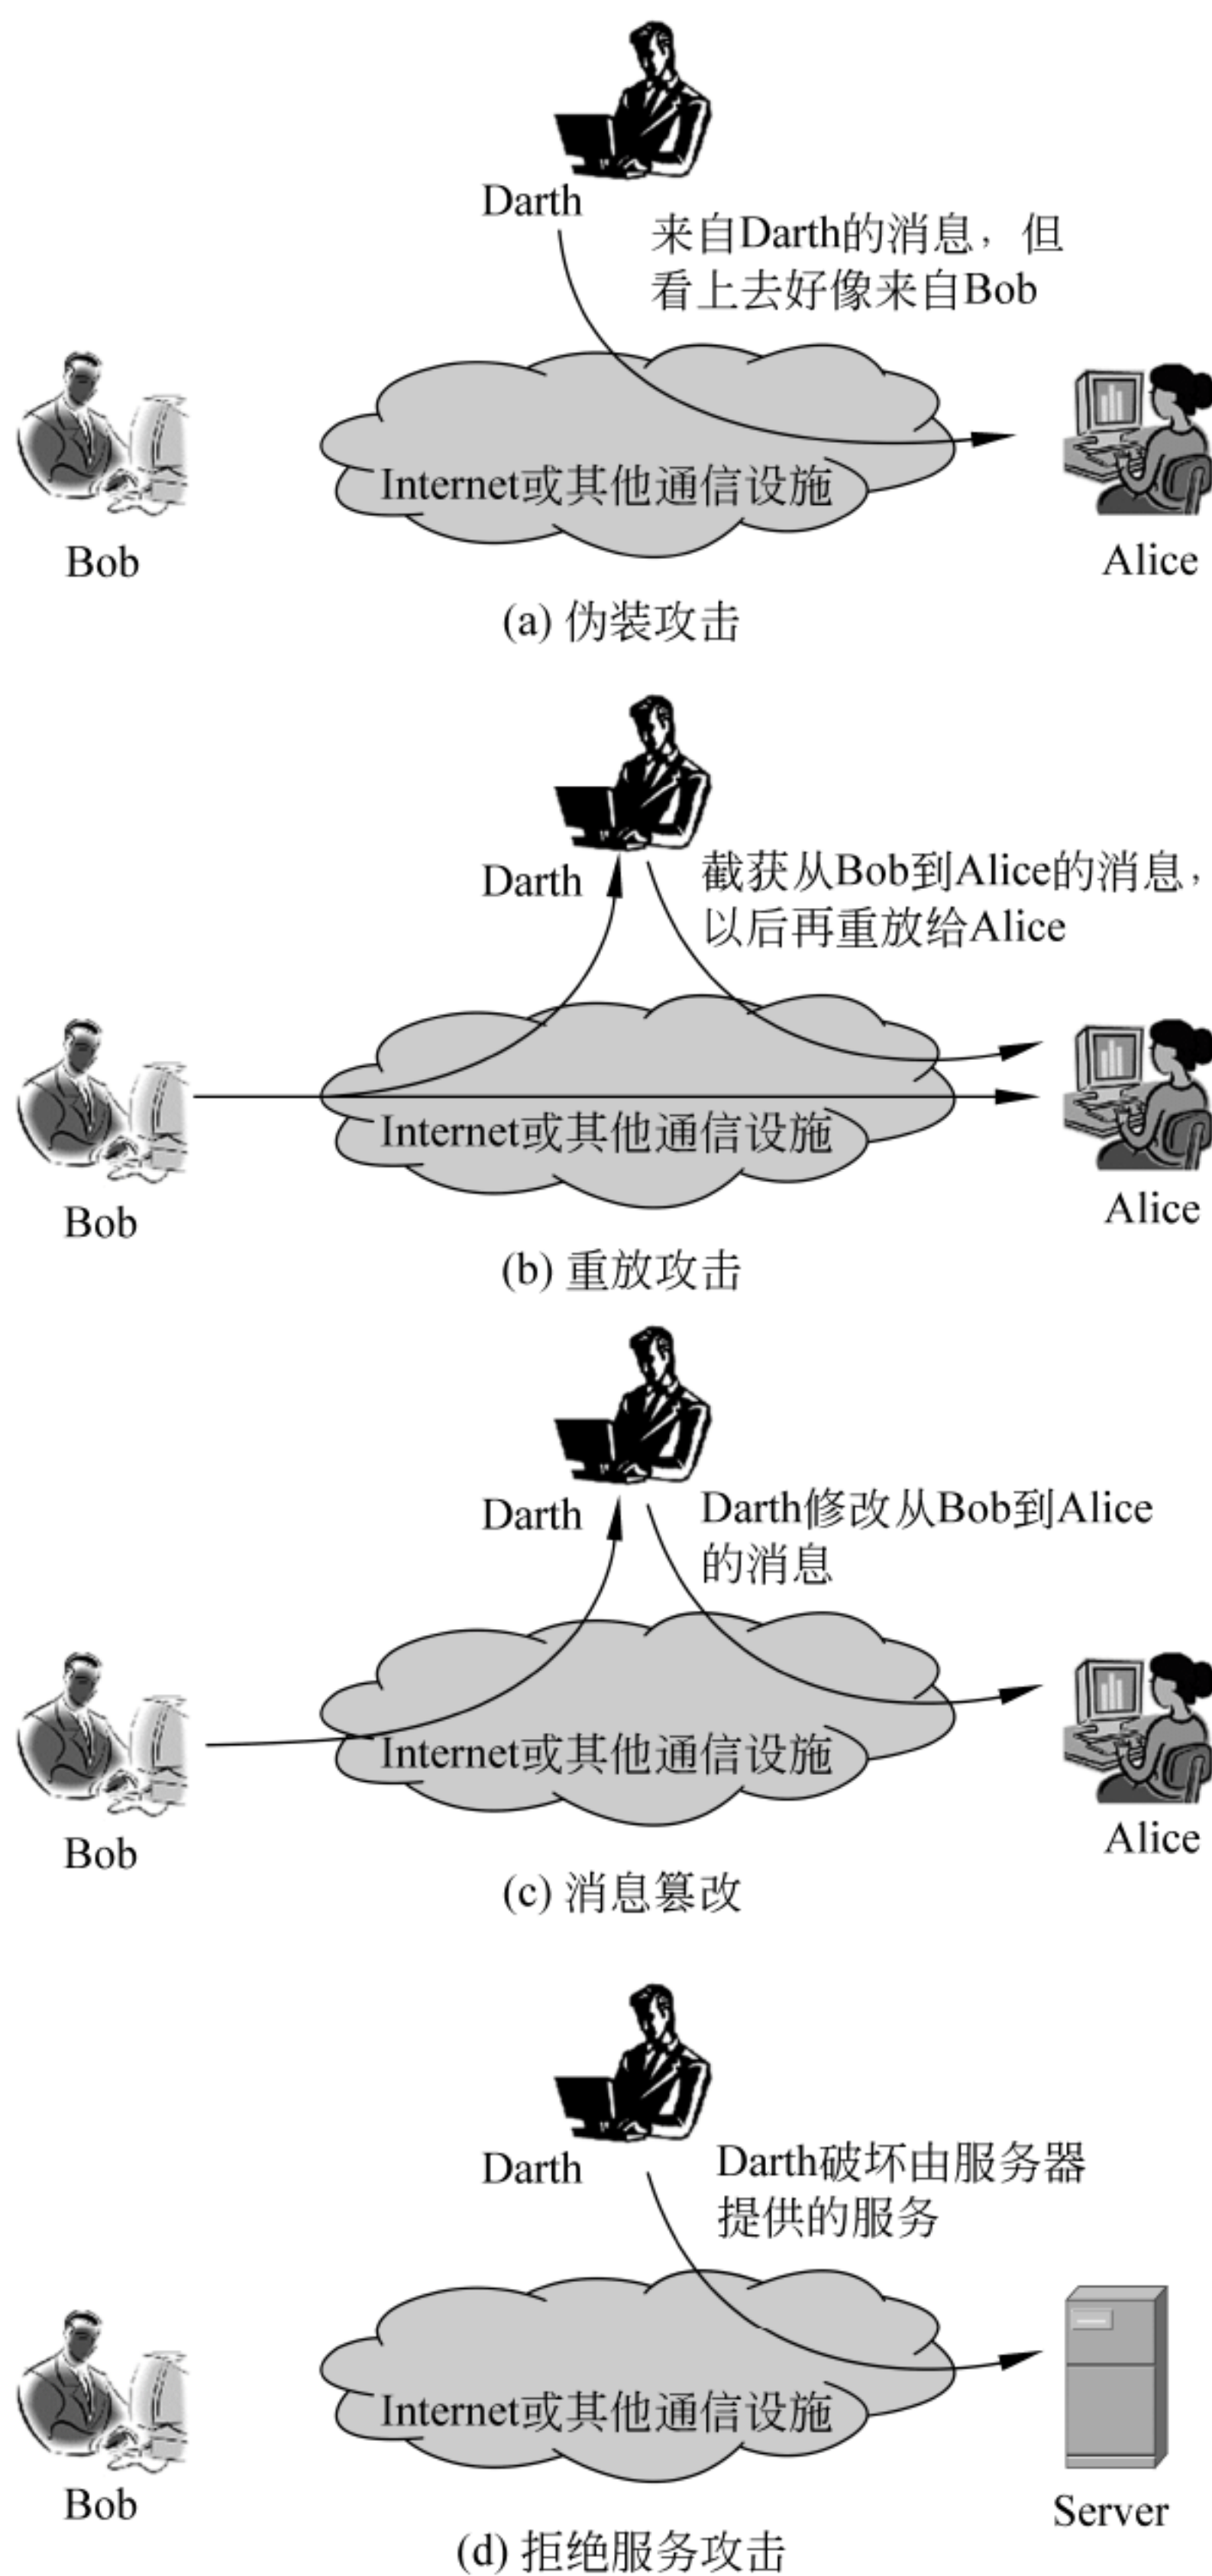 Darth
来自Darth的消息，但
看上去好像来自Bob
Internet或其他通信设施
Bob
Alice
(a) 伪装攻击
Darth
截获从Bob到Alice的消息，
以后再重放给Alice
Internet或其他通信设施
Bob
Alice
(b) 重放攻击
Darth
Darth修改从Bob到Alice
的消息
Internet或其他通信设施
Bob
Alice
(c) 消息篡改
Darth
Darth破坏由服务器
提供的服务
Internet或其他通信设施
Bob
Server
(d) 拒绝服务攻击